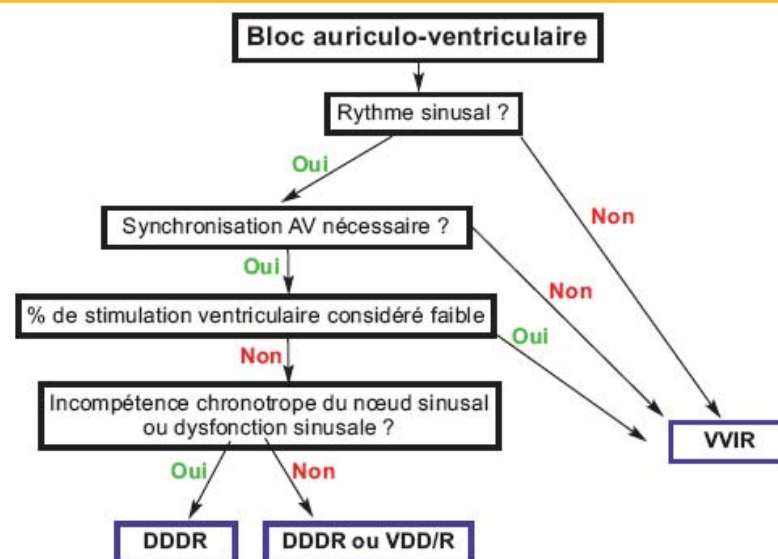 Bloc auriculo-ventriculaire
Rythme sinusal ?
Oui
Non
Synchronisation AV nécessaire ?
Oui
Non
% de stimulation ventriculaire considéré faible
Oui
Non
Incompétence chronotrope du nœud sinusal
ou dysfonction sinusale ?
VVIR
Oui
Non
DDDR
DDDR ou VDD/R